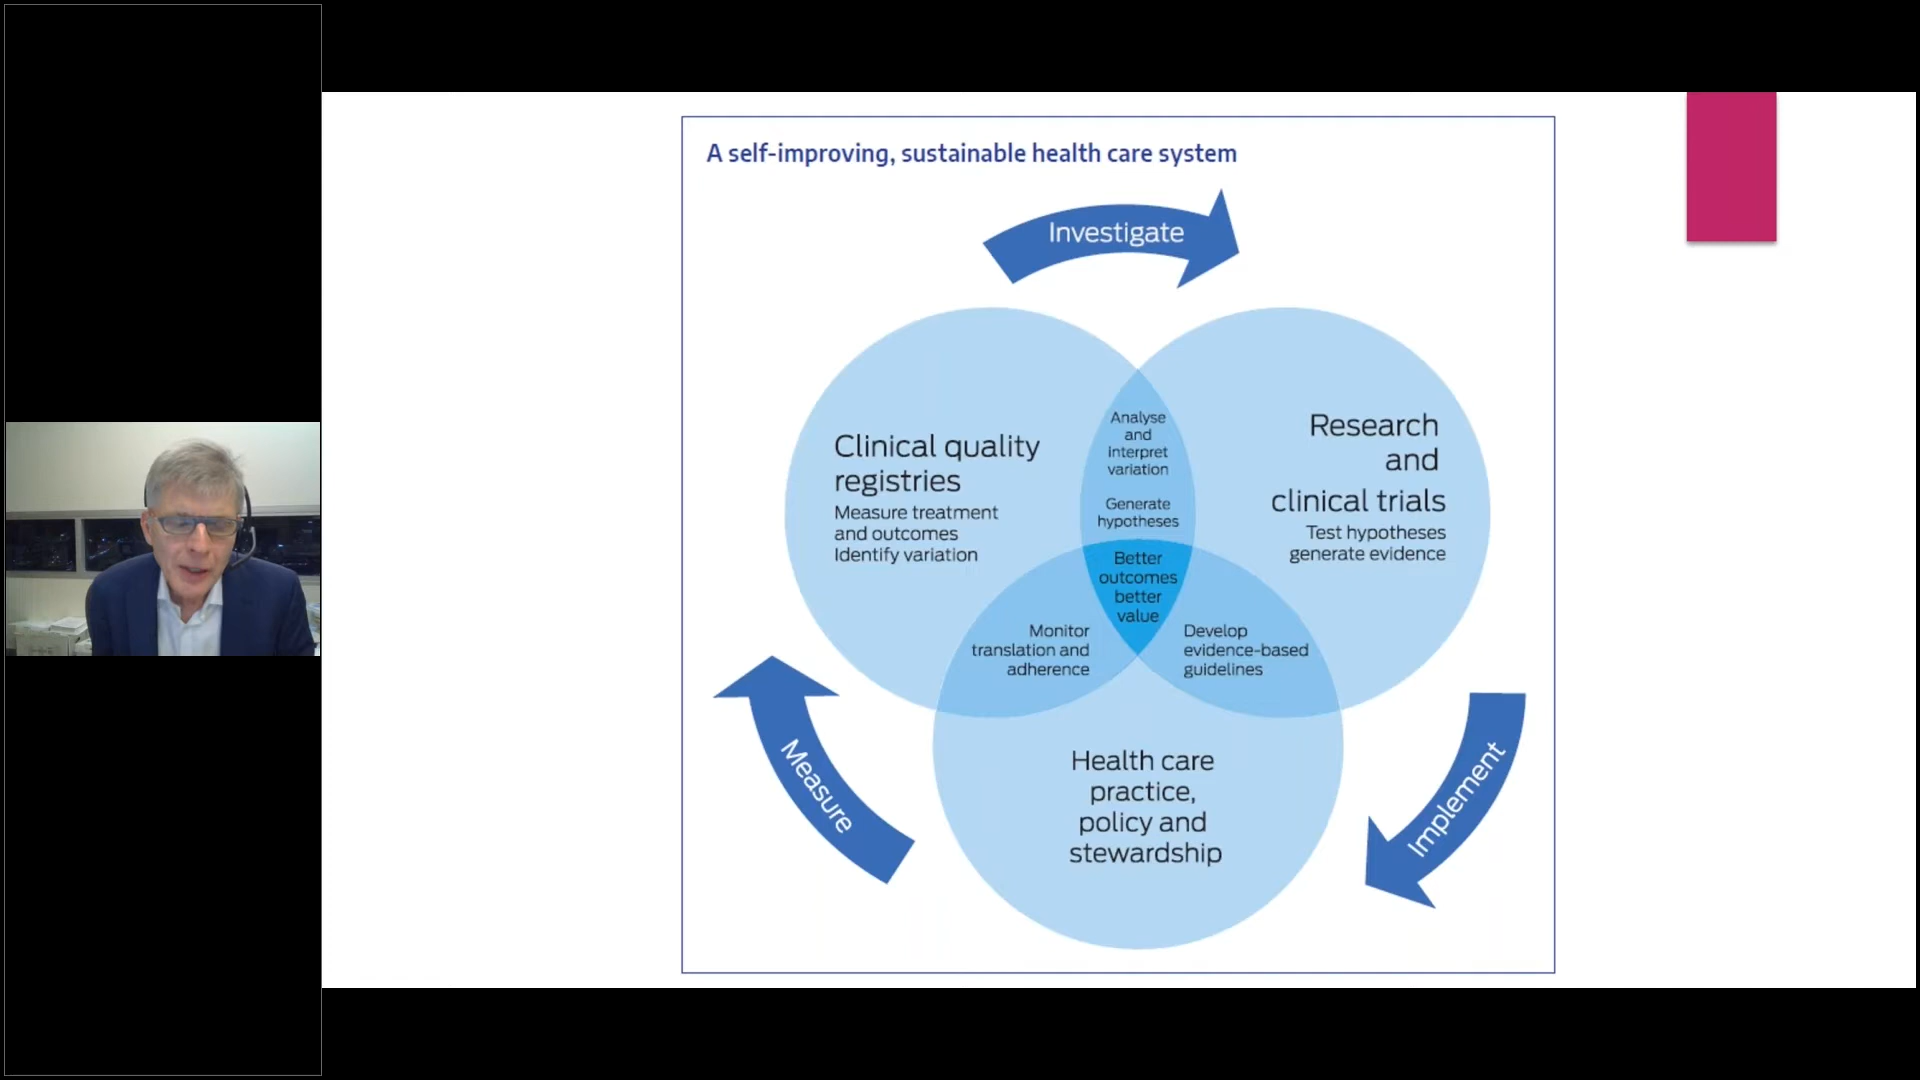 A self-improving, sustainable health care system
Investigate
Clinical quality
registries
Measure treatment
and outcomes
Identify variation
Analyse
and
interpret
variation
Generate
hypotheses
Research
and
clinical trials
Test hypotheses
generate evidence
Better
outcomes
better
value
Monitor
translation and
adherence
Develop
evidence-based
guidelines
Measure
Health care
practice,
policy and
stewardship
Implement